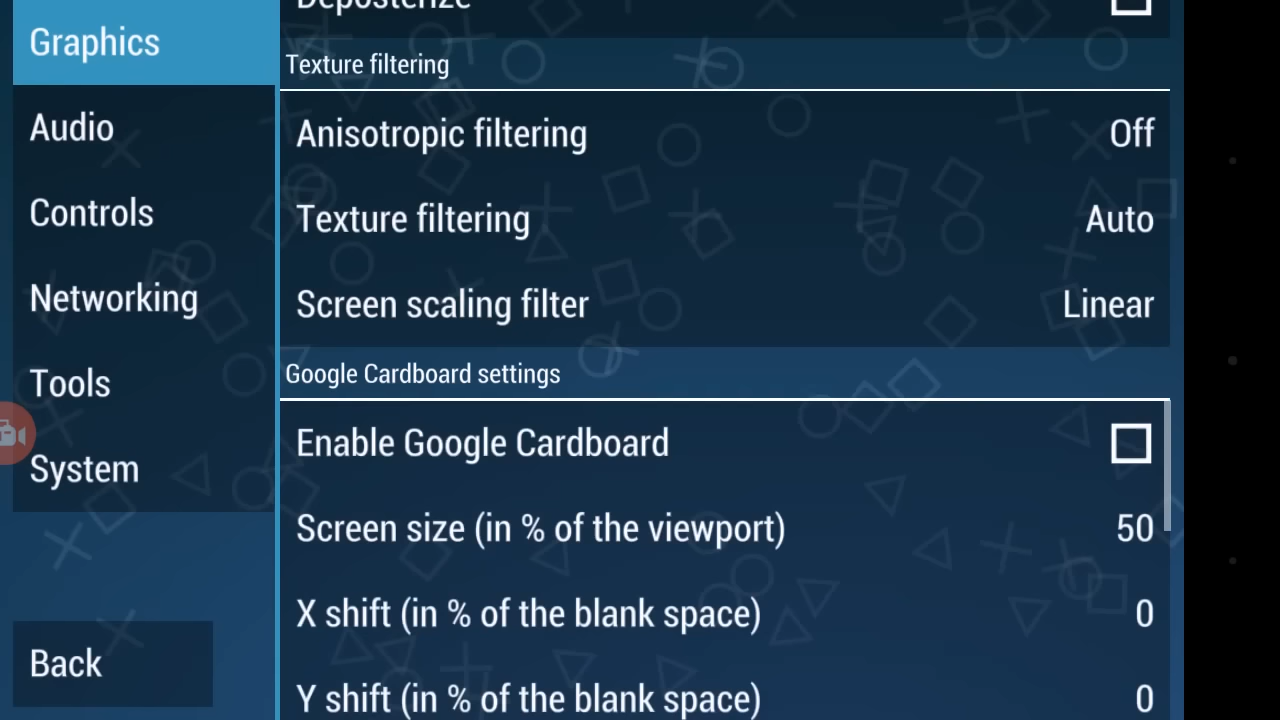 Graphics
Audio
Controls
Networking
Tools
System
Back
Deposterize
Texture filtering
Anisotropic filtering Off
Texture filtering Auto
Screen scaling filter Linear
Google Cardboard settings
Enable Google Cardboard
Screen size (in % of the viewport) 50
X shift (in % of the blank space) 0
Y shift (in % of the blank space) 0